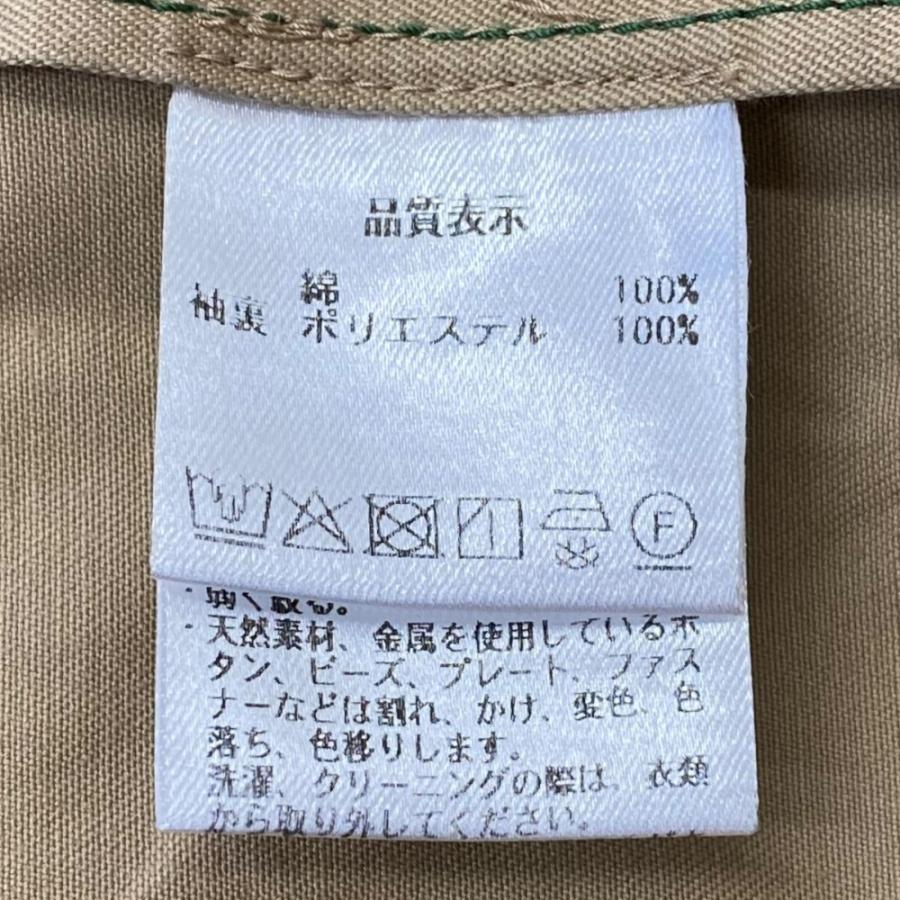 品質表示
綿 100%
袖裏 ポリエステル 100%
F
弱く絞る。
・天然素材、金属を使用しているボ
タン、ビーズ、プレート、ファス
ナーなどは割れ、かけ、変色、色
落ち、色移りします。
洗濯、クリーニングの際は、衣類
から取り外してください。